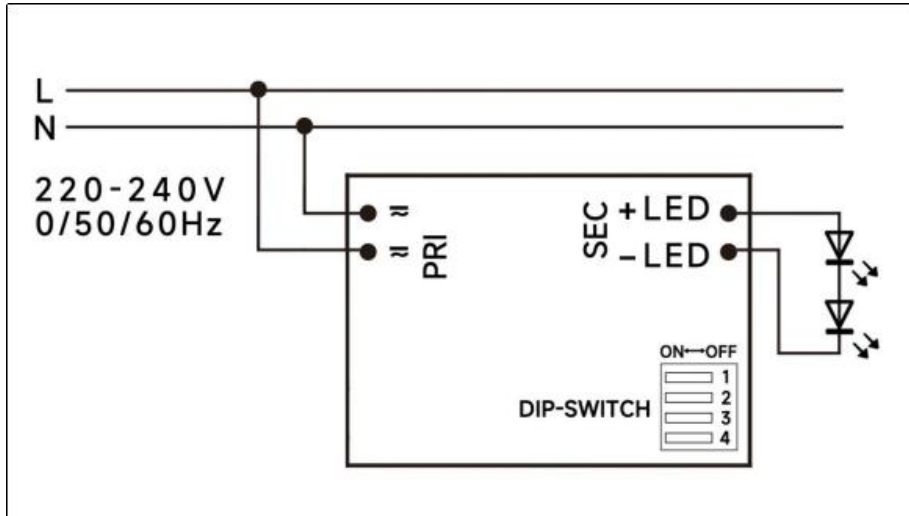 L
N
220-240V
0/50/60Hz
PRI
SEC
+LED
-LED
ON↔OFF
DIP-SWITCH
1
2
3
4